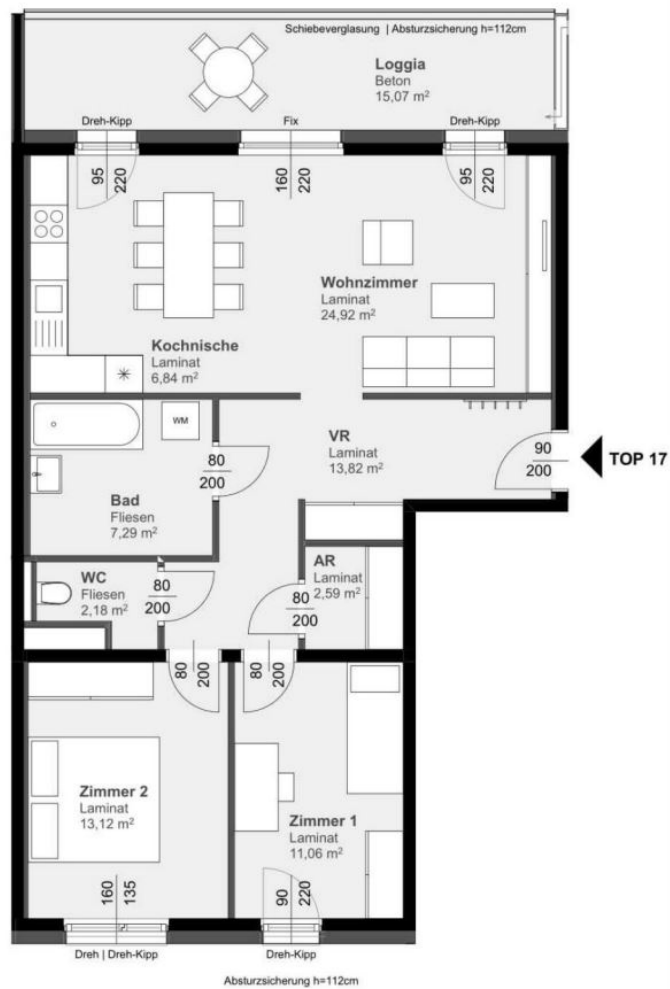 Schiebeverglasung | Absturzsicherung h=112cm
Loggia
Beton
15,07 m²
Dreh-Kipp
Fix
Dreh-Kipp
95
220
160
220
95
220
Wohnzimmer
Laminat
24,92 m²
Kochnische
Laminat
6,84 m²
WM
VR
Laminat
13,82 m²
90
200
TOP 17
80
200
Bad
Fliesen
7,29 m²
WC
Fliesen
2,18 m²
80
200
AR
Laminat
2,59 m²
80
200
80
200
80
200
Zimmer 2
Laminat
13,12 m²
Zimmer 1
Laminat
11,06 m²
160
135
90
220
Dreh | Dreh-Kipp
Dreh-Kipp
Absturzsicherung h=112cm